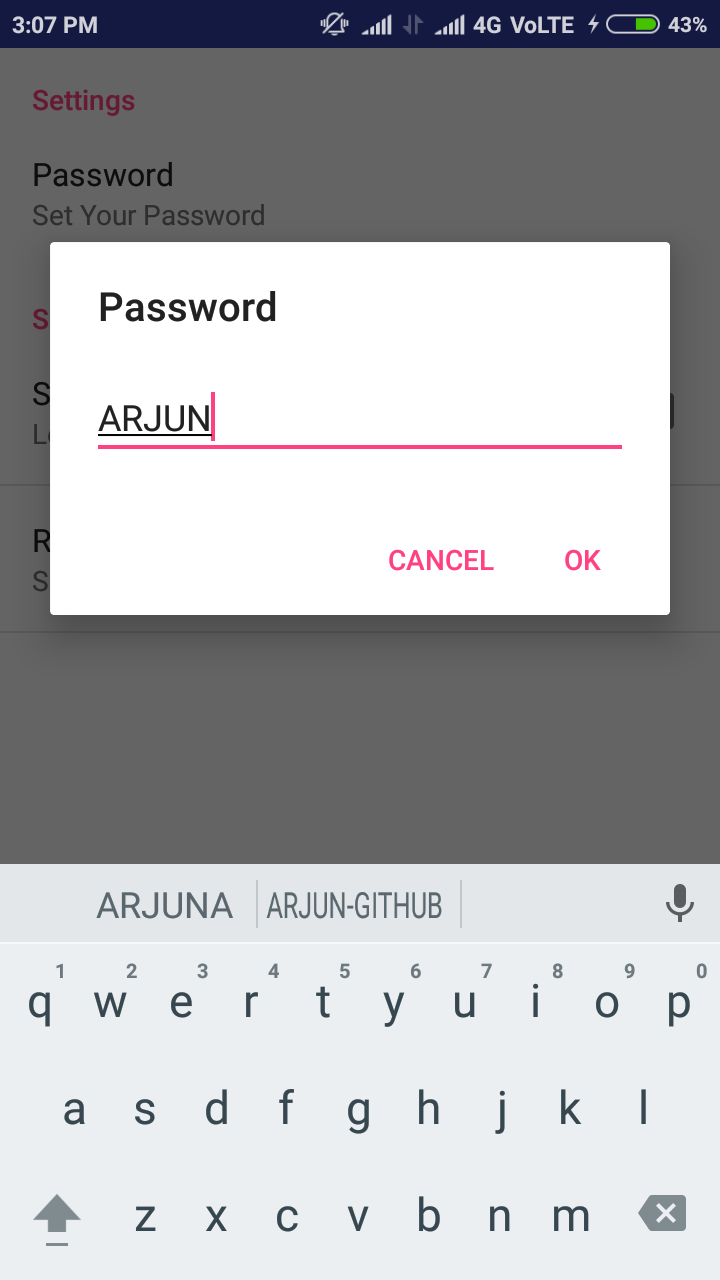 3:07 PM 4G VoLTE 43%
Settings
Password
Set Your Password
Password
ARJUN
CANCEL OK
ARJUNA ARJUN-GITHUB
1 2 3 4 5 6 7 8 9 0
q w e r t y u i o p
a s d f g h j k l
z x c v b n m